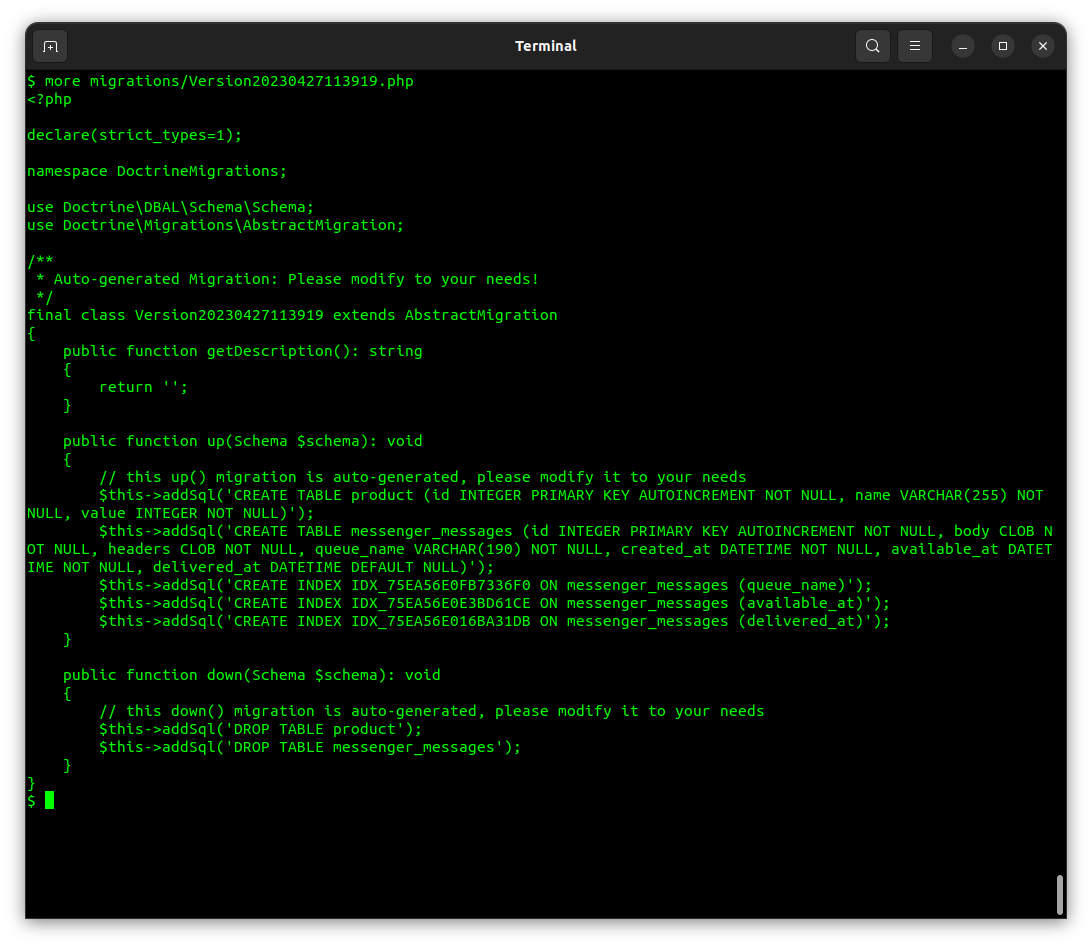 Terminal
$ more migrations/Version20230427113919.php
<?php

declare(strict_types=1);

namespace DoctrineMigrations;

use Doctrine\DBAL\Schema\Schema;
use Doctrine\Migrations\AbstractMigration;

/**
 * Auto-generated Migration: Please modify to your needs!
 */
final class Version20230427113919 extends AbstractMigration
{
    public function getDescription(): string
    {
        return '';
    }

    public function up(Schema $schema): void
    {
        // this up() migration is auto-generated, please modify it to your needs
        $this->addSql('CREATE TABLE product (id INTEGER PRIMARY KEY AUTOINCREMENT NOT NULL, name VARCHAR(255) NOT
NULL, value INTEGER NOT NULL)');
        $this->addSql('CREATE TABLE messenger_messages (id INTEGER PRIMARY KEY AUTOINCREMENT NOT NULL, body CLOB N
OT NULL, headers CLOB NOT NULL, queue_name VARCHAR(190) NOT NULL, created_at DATETIME NOT NULL, available_at DATET
IME NOT NULL, delivered_at DATETIME DEFAULT NULL)');
        $this->addSql('CREATE INDEX IDX_75EA56E0FB7336F0 ON messenger_messages (queue_name)');
        $this->addSql('CREATE INDEX IDX_75EA56E0E3BD61CE ON messenger_messages (available_at)');
        $this->addSql('CREATE INDEX IDX_75EA56E016BA31DB ON messenger_messages (delivered_at)');
    }

    public function down(Schema $schema): void
    {
        // this down() migration is auto-generated, please modify it to your needs
        $this->addSql('DROP TABLE product');
        $this->addSql('DROP TABLE messenger_messages');
    }
}
$